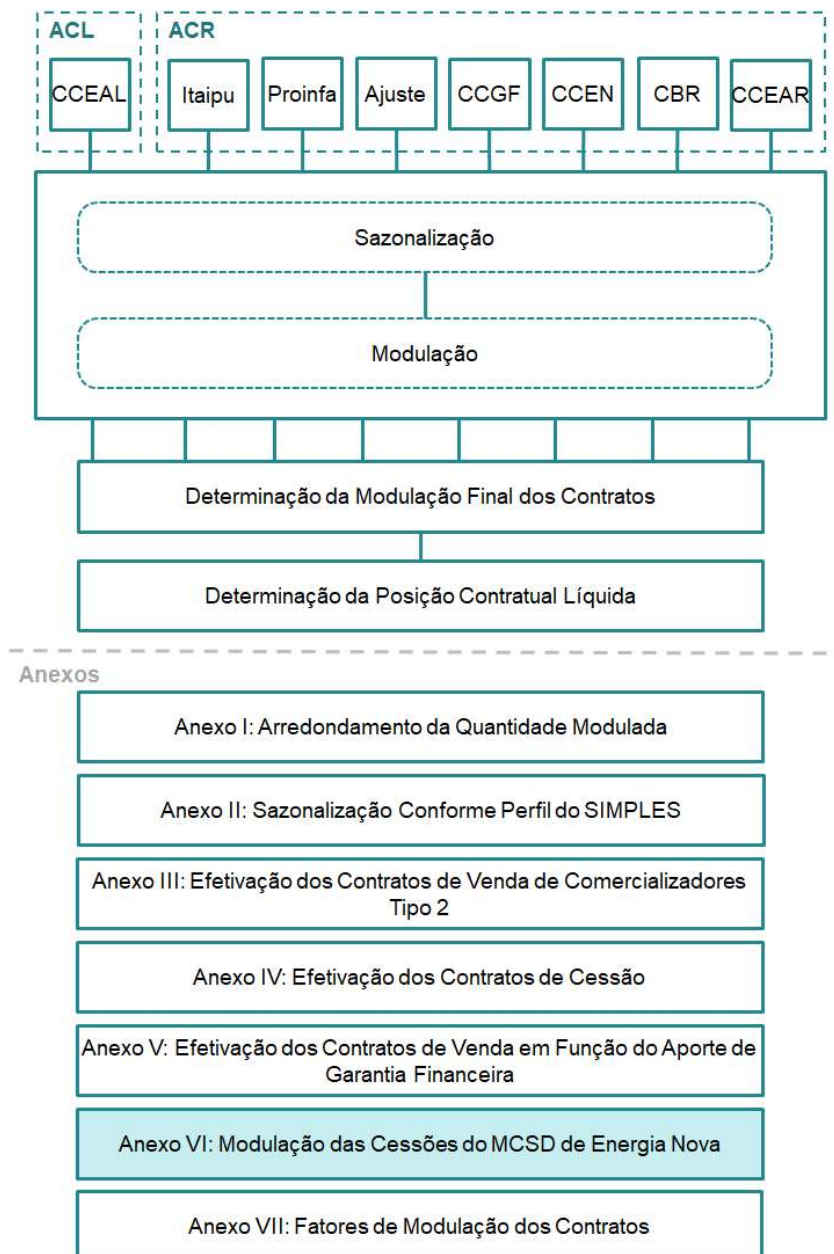 ACL
ACR
CCEAL
Itaipu
Proinfa
Ajuste
CCGF
CCEN
CBR
CCEAR
Sazonalização
Modulação
Determinação da Modulação Final dos Contratos
Determinação da Posição Contratual Líquida
Anexos
Anexo I: Arredondamento da Quantidade Modulada
Anexo II: Sazonalização Conforme Perfil do SIMPLES
Anexo III: Efetivação dos Contratos de Venda de Comercializadores
Tipo 2
Anexo IV: Efetivação dos Contratos de Cessão
Anexo V: Efetivação dos Contratos de Venda em Função do Aporte de
Garantia Financeira
Anexo VI: Modulação das Cessões do MCSD de Energia Nova
Anexo VII: Fatores de Modulação dos Contratos